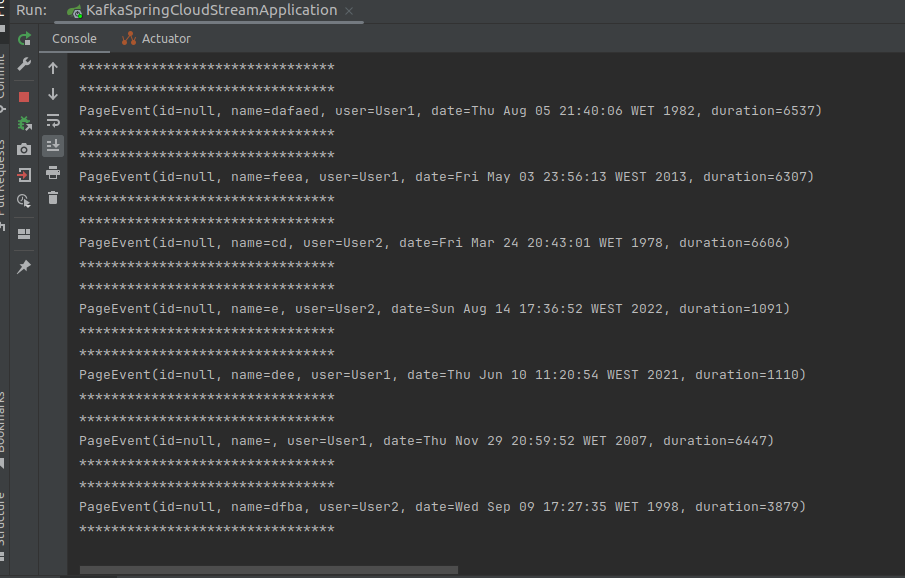 Run: KafkaSpringCloudStreamApplication ×
Console Actuator
********************************
********************************
PageEvent(id=null, name=dafaed, user=User1, date=Thu Aug 05 21:40:06 WET 1982, duration=6537)
********************************
********************************
PageEvent(id=null, name=feea, user=User1, date=Fri May 03 23:56:13 WEST 2013, duration=6307)
********************************
********************************
PageEvent(id=null, name=cd, user=User2, date=Fri Mar 24 20:43:01 WET 1978, duration=6606)
********************************
********************************
PageEvent(id=null, name=e, user=User2, date=Sun Aug 14 17:36:52 WEST 2022, duration=1091)
********************************
********************************
PageEvent(id=null, name=dee, user=User1, date=Thu Jun 10 11:20:54 WEST 2021, duration=1110)
********************************
********************************
PageEvent(id=null, name=, user=User1, date=Thu Nov 29 20:59:52 WET 2007, duration=6447)
********************************
********************************
PageEvent(id=null, name=dfba, user=User2, date=Wed Sep 09 17:27:35 WET 1998, duration=3879)
********************************
Commit
Pull Requests
Bookmarks
Structure